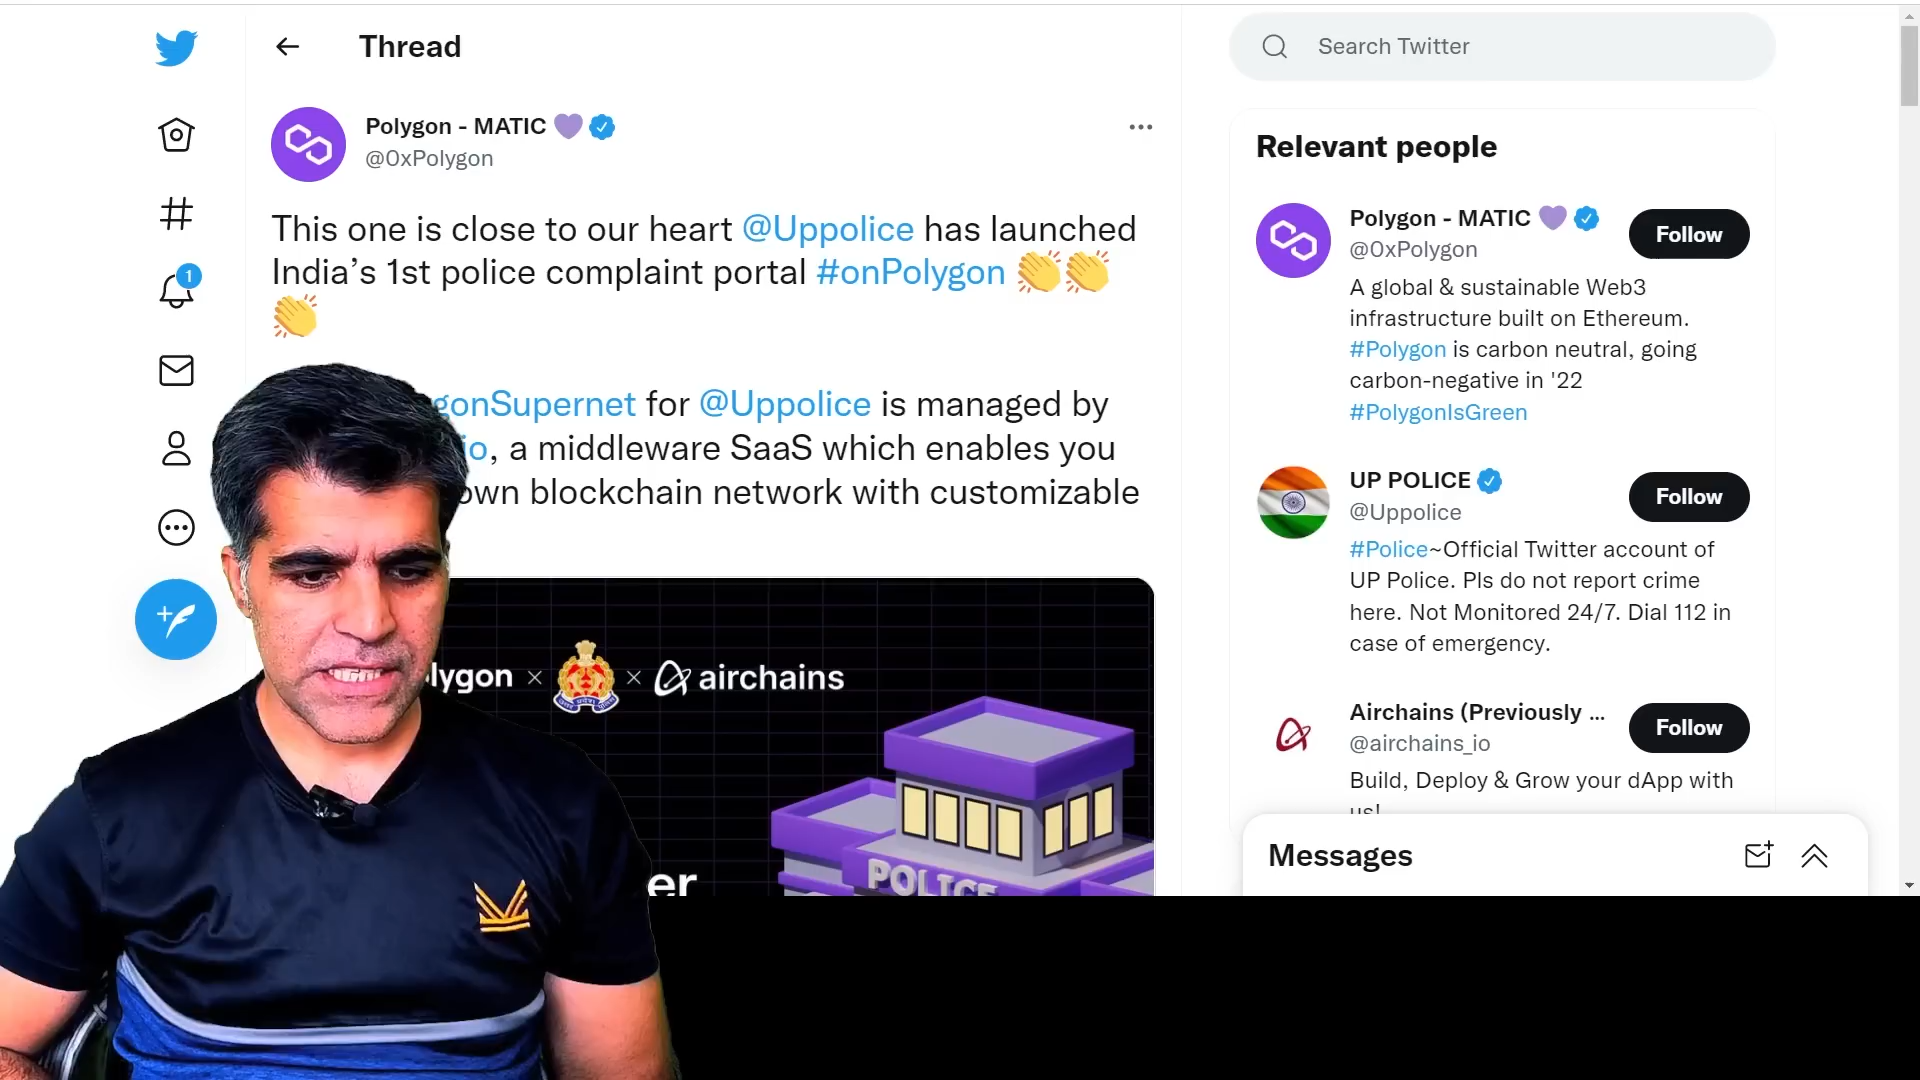 Thread
Search Twitter
Polygon - MATIC
@0xPolygon
This one is close to our heart @Uppolice has launched
India’s 1st police complaint portal #onPolygon
for @Uppolice is managed by
, a middleware SaaS which enables you
blockchain network with customizable
airchains
POLICE
1
Relevant people
Polygon - MATIC
@0xPolygon
Follow
A global & sustainable Web3
infrastructure built on Ethereum.
#Polygon is carbon neutral, going
carbon-negative in '22
#PolygonIsGreen
UP POLICE
@Uppolice
Follow
#Police~Official Twitter account of
UP Police. Pls do not report crime
here. Not Monitored 24/7. Dial 112 in
case of emergency.
Airchains (Previously ...
@airchains_io
Follow
Build, Deploy & Grow your dApp with
us!
Messages